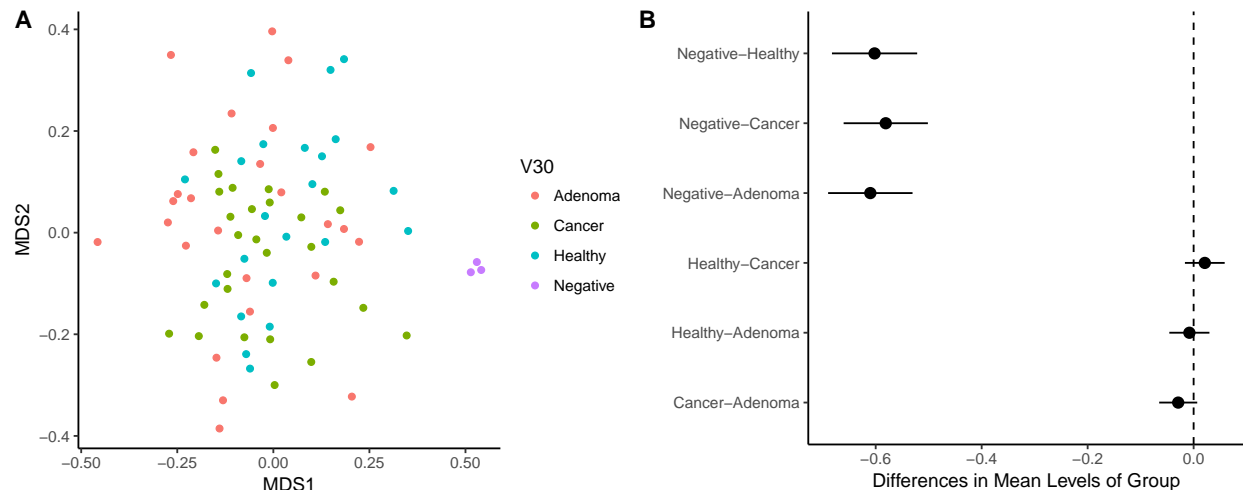 A
0.4
0.2
0.0
−0.2
−0.4
MDS2
−0.50
−0.25
0.00
0.25
0.50
MDS1
V30
Adenoma
Cancer
Healthy
Negative
B
Negative−Healthy
Negative−Cancer
Negative−Adenoma
Healthy−Cancer
Healthy−Adenoma
Cancer−Adenoma
−0.6
−0.4
−0.2
0.0
Differences in Mean Levels of Group